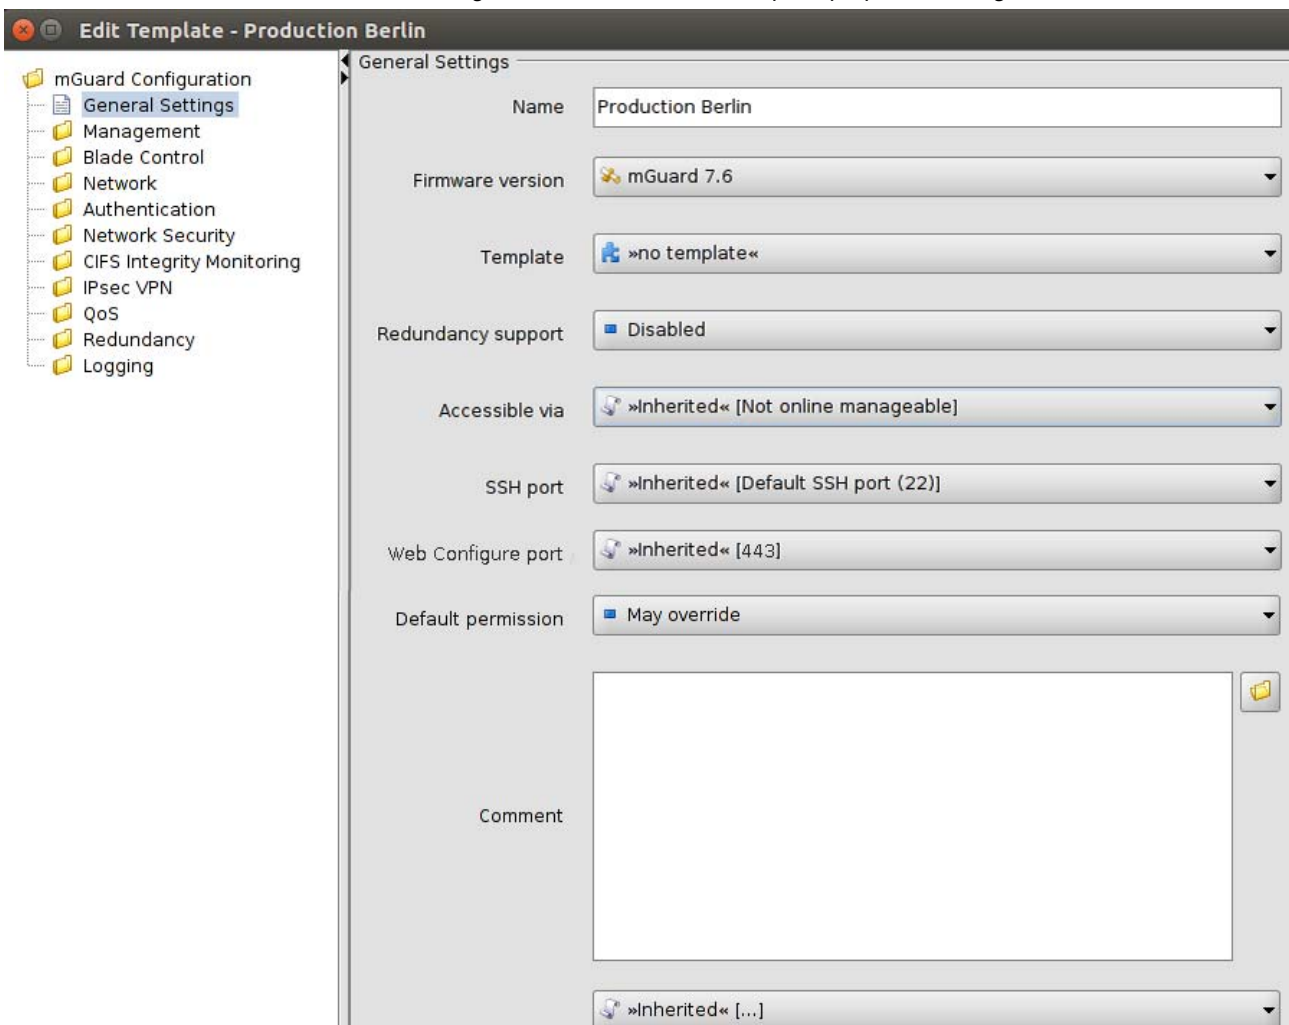 Edit Template - Production Berlin
mGuard Configuration
General Settings
Management
Blade Control
Network
Authentication
Network Security
CIFS Integrity Monitoring
IPsec VPN
QoS
Redundancy
Logging
General Settings
Name Production Berlin
Firmware version mGuard 7.6
Template »no template«
Redundancy support Disabled
Accessible via »Inherited« [Not online manageable]
SSH port »Inherited« [Default SSH port (22)]
Web Configure port »Inherited« [443]
Default permission May override
Comment
»Inherited« [...]